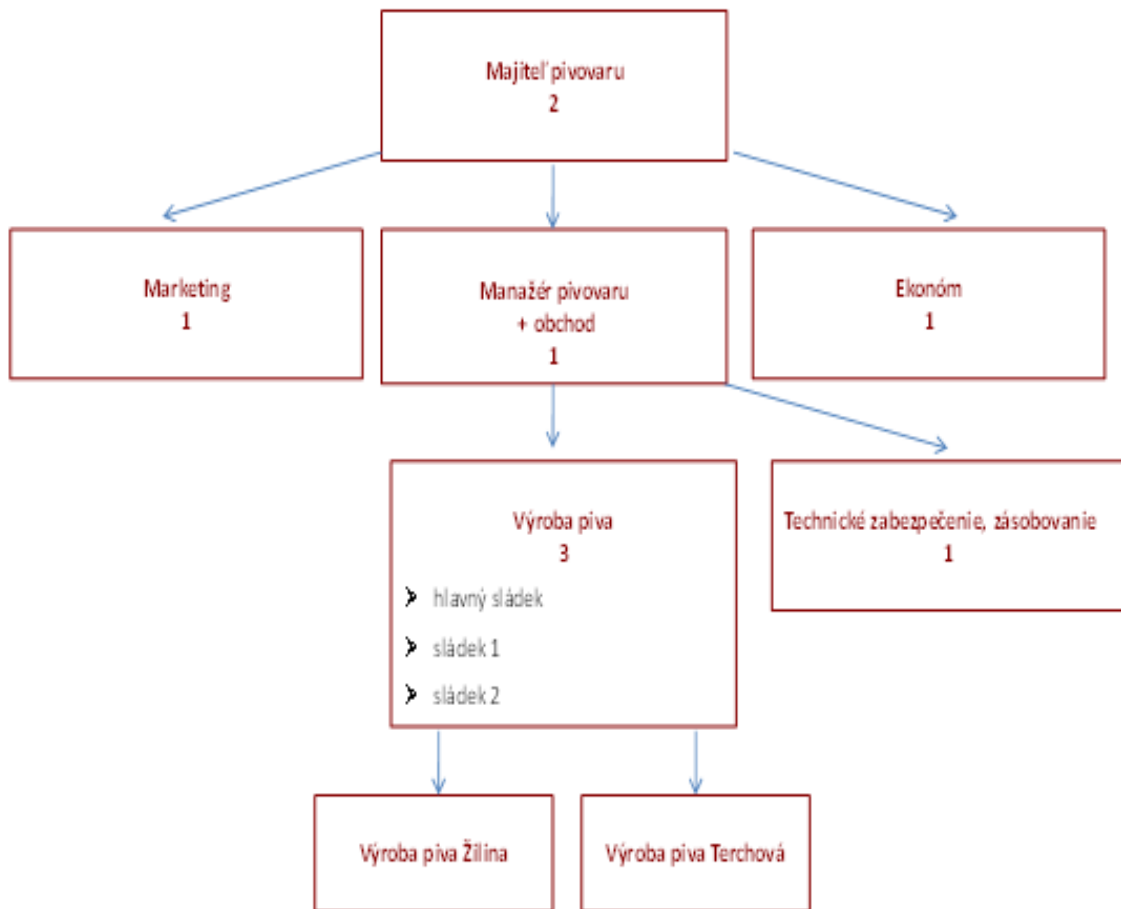 Majiteľ pivovaru
2
Marketing
1
Manažér pivovaru
+ obchod
1
Ekonóm
1
Výroba piva
3
hlavný sládek
sládek 1
sládek 2
Technické zabezpečenie, zásobovanie
1
Výroba piva Žilina
Výroba piva Terchová